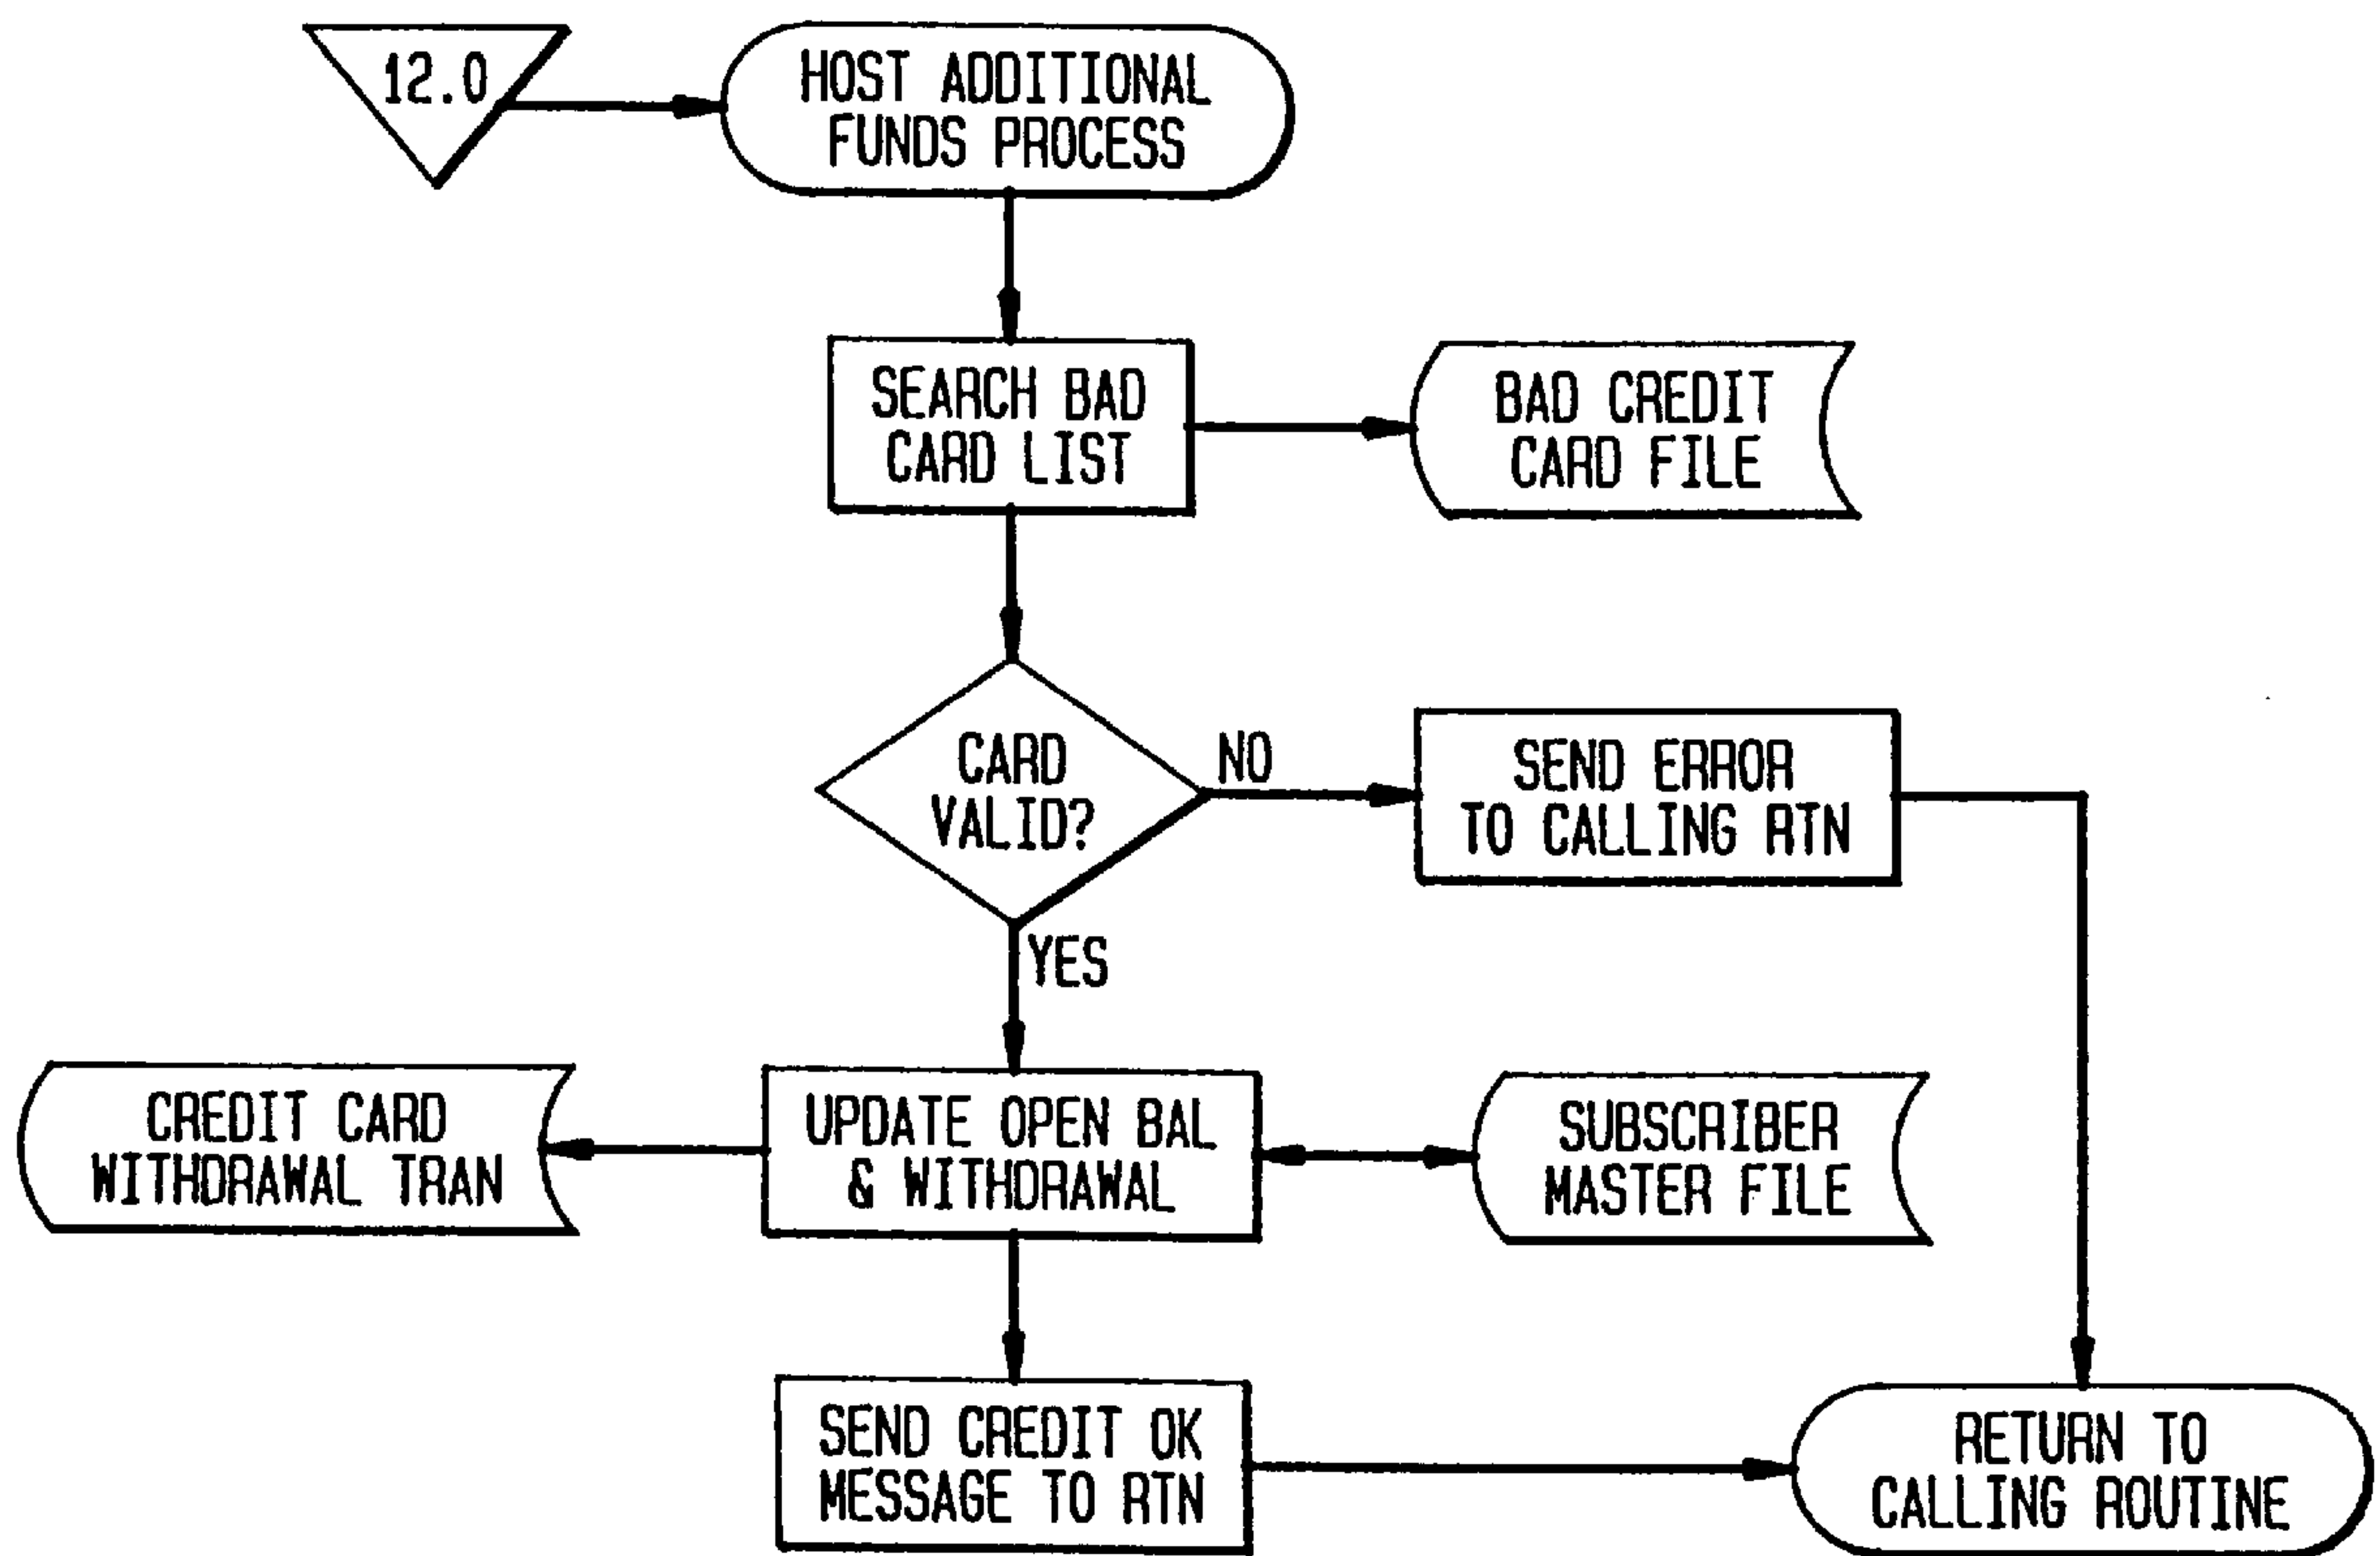 12.0
HOST ADDITIONAL
FUNDS PROCESS
SEARCH BAD
CARD LIST
BAD CREDIT
CARD FILE
CARD
VALID?
NO
SEND ERROR
TO CALLING RTN
YES
CREDIT CARD
WITHDRAWAL TRAN
UPDATE OPEN BAL
& WITHDRAWAL
SUBSCRIBER
MASTER FILE
SEND CREDIT OK
MESSAGE TO RTN
RETURN TO
CALLING ROUTINE